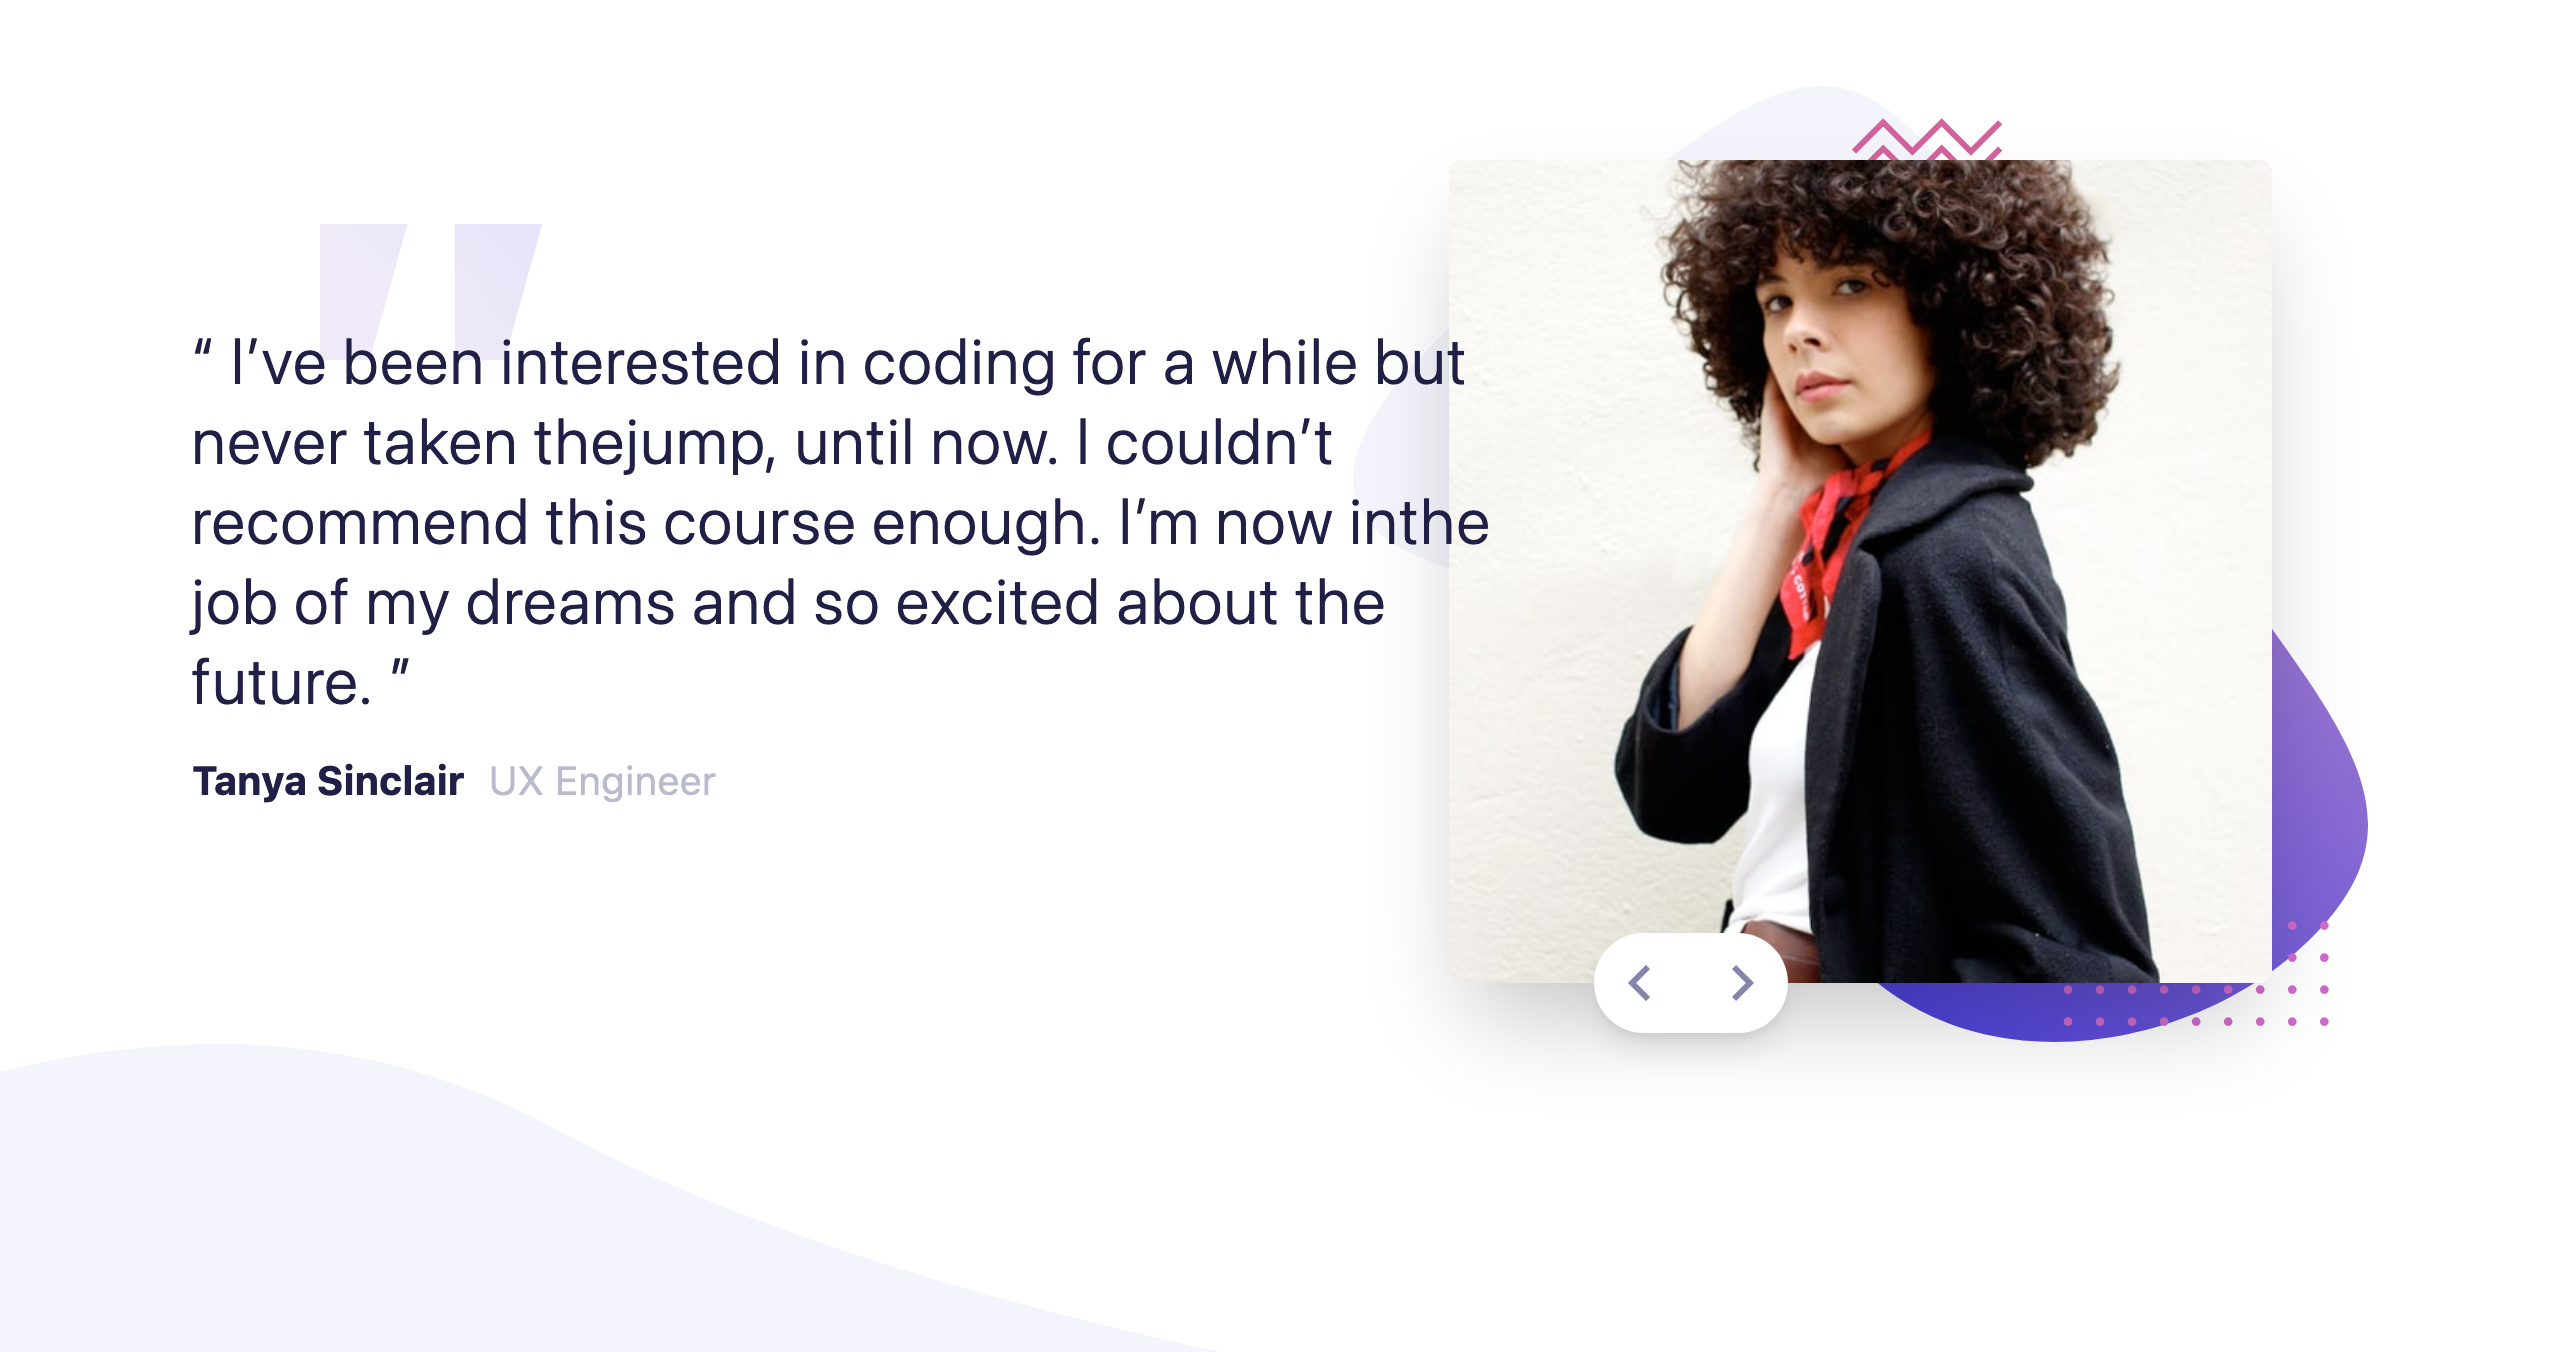 “ I’ve been interested in coding for a while but
never taken thejump, until now. I couldn’t
recommend this course enough. I’m now inthe
job of my dreams and so excited about the
future. ”
Tanya Sinclair UX Engineer